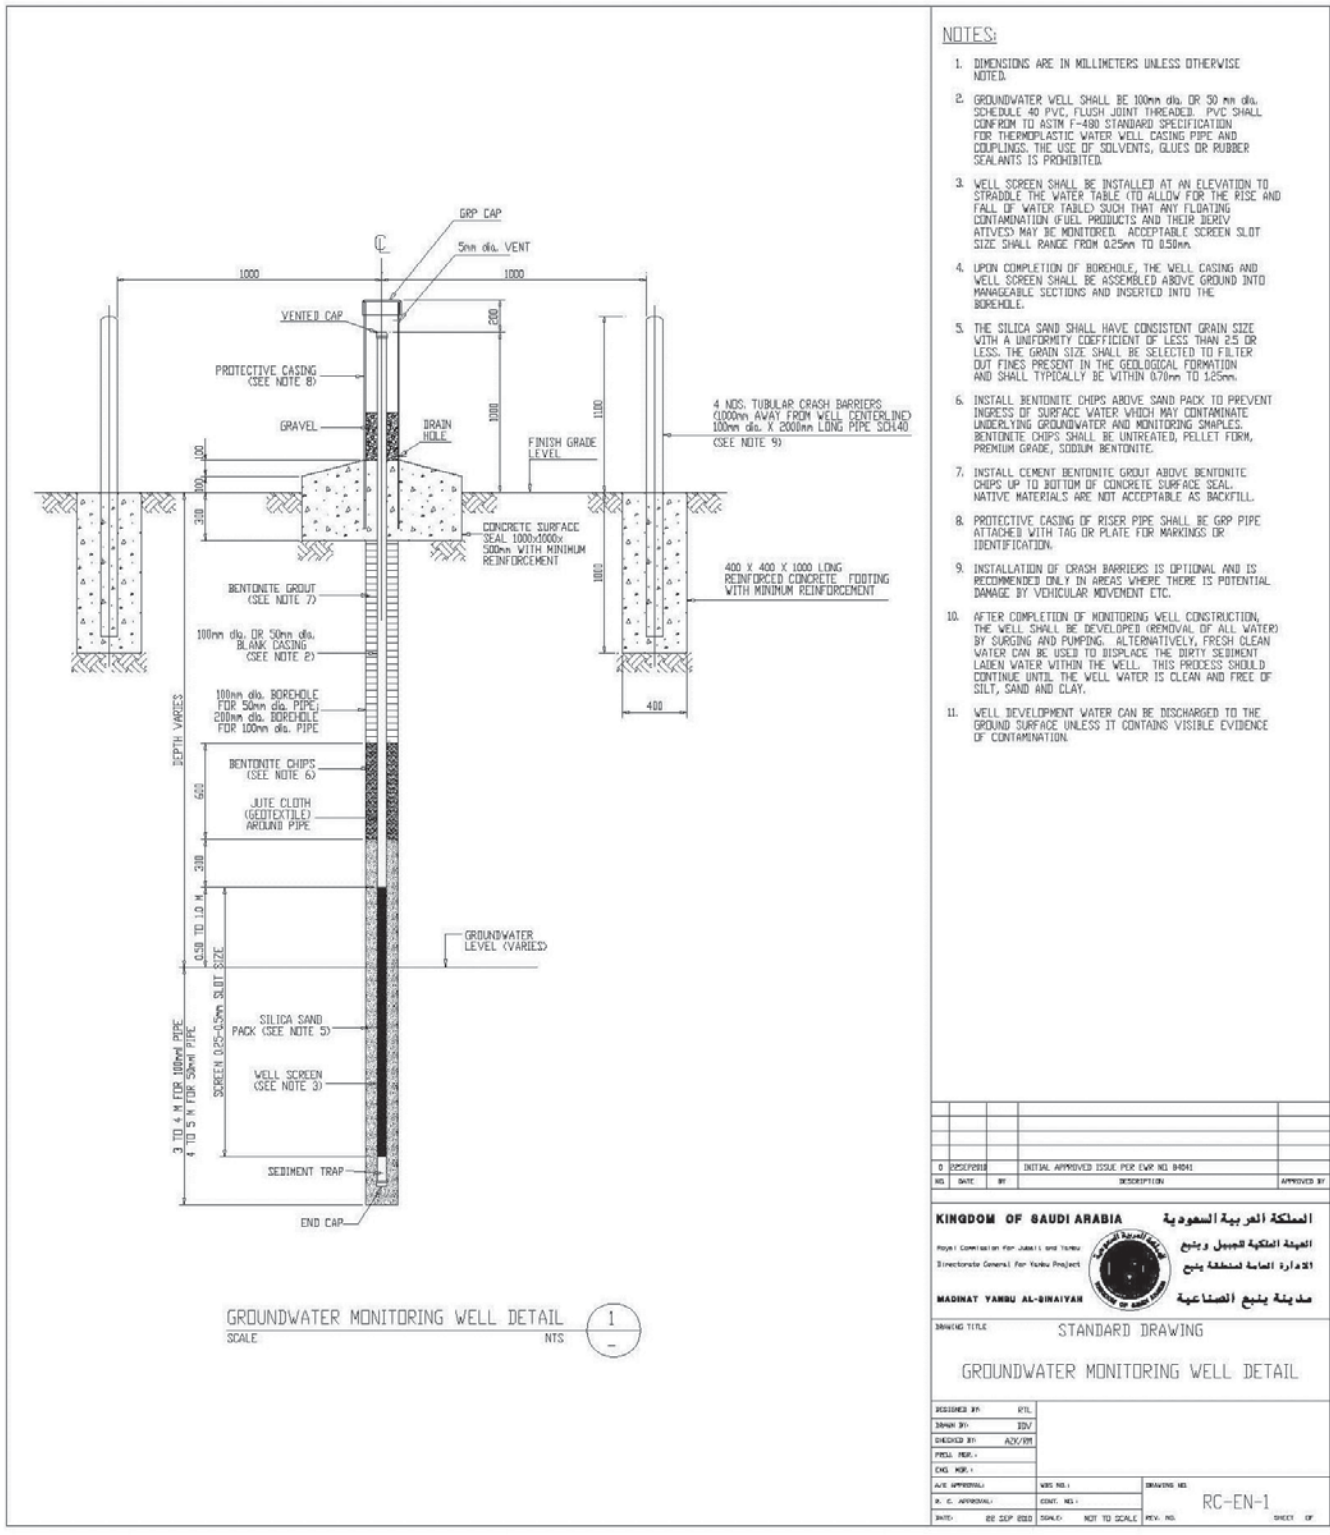 GRP CAP
℄
5mm dia. VENT
1000
1000
VENTED CAP
200
PROTECTIVE CASING
(SEE NOTE 8)
1000
1100
4 NOS. TUBULAR CRASH BARRIERS
(1000mm AWAY FROM WELL CENTERLINE)
100mm dia. X 2000mm LONG PIPE SCH.40
(SEE NOTE 9)
GRAVEL
DRAIN
HOLE
FINISH GRADE
LEVEL
100
100
300
CONCRETE SURFACE
SEAL 1000x1000x
500mm WITH MINIMUM
REINFORCEMENT
1000
400 X 400 X 1000 LONG
REINFORCED CONCRETE FOOTING
WITH MINIMUM REINFORCEMENT
BENTONITE GROUT
(SEE NOTE 7)
100mm dia. OR 50mm dia.
BLANK CASING
(SEE NOTE 2)
100mm dia. BOREHOLE
FOR 50mm dia. PIPE;
200mm dia. BOREHOLE
FOR 100mm dia. PIPE
400
DEPTH VARIES
BENTONITE CHIPS
(SEE NOTE 6)
600
JUTE CLOTH
(GEOTEXTILE)
AROUND PIPE
300
0.50 TO 1.0 M
GROUNDWATER
LEVEL (VARIES)
SCREEN 0.25-0.5mm SLOT SIZE
SILICA SAND
PACK (SEE NOTE 5)
WELL SCREEN
(SEE NOTE 3)
3 TO 4 M FOR 100mm PIPE
4 TO 5 M FOR 50mm PIPE
SEDIMENT TRAP
END CAP
GROUNDWATER MONITORING WELL DETAIL
SCALE NTS
1
–
NOTES:
1. DIMENSIONS ARE IN MILLIMETERS UNLESS OTHERWISE
NOTED.
2. GROUNDWATER WELL SHALL BE 100mm dia. OR 50 mm dia.
SCHEDULE 40 PVC, FLUSH JOINT THREADED. PVC SHALL
CONFROM TO ASTM F-480 STANDARD SPECIFICATION
FOR THERMOPLASTIC WATER WELL CASING PIPE AND
COUPLINGS. THE USE OF SOLVENTS, GLUES OR RUBBER
SEALANTS IS PROHIBITED.
3. WELL SCREEN SHALL BE INSTALLED AT AN ELEVATION TO
STRADDLE THE WATER TABLE (TO ALLOW FOR THE RISE AND
FALL OF WATER TABLE) SUCH THAT ANY FLOATING
CONTAMINATION (FUEL PRODUCTS AND THEIR DERIV
ATIVES) MAY BE MONITORED. ACCEPTABLE SCREEN SLOT
SIZE SHALL RANGE FROM 0.25mm TO 0.50mm.
4. UPON COMPLETION OF BOREHOLE, THE WELL CASING AND
WELL SCREEN SHALL BE ASSEMBLED ABOVE GROUND INTO
MANAGEABLE SECTIONS AND INSERTED INTO THE
BOREHOLE.
5. THE SILICA SAND SHALL HAVE CONSISTENT GRAIN SIZE
WITH A UNIFORMITY COEFFICIENT OF LESS THAN 2.5 OR
LESS. THE GRAIN SIZE SHALL BE SELECTED TO FILTER
OUT FINES PRESENT IN THE GEOLOGICAL FORMATION
AND SHALL TYPICALLY BE WITHIN 0.70mm TO 1.25mm.
6. INSTALL BENTONITE CHIPS ABOVE SAND PACK TO PREVENT
INGRESS OF SURFACE WATER WHICH MAY CONTAMINATE
UNDERLYING GROUNDWATER AND MONITORING SMAPLES.
BENTONITE CHIPS SHALL BE UNTREATED, PELLET FORM,
PREMIUM GRADE, SODIUM BENTONITE.
7. INSTALL CEMENT BENTONITE GROUT ABOVE BENTONITE
CHIPS UP TO BOTTOM OF CONCRETE SURFACE SEAL.
NATIVE MATERIALS ARE NOT ACCEPTABLE AS BACKFILL.
8. PROTECTIVE CASING OF RISER PIPE SHALL BE GRP PIPE
ATTACHED WITH TAG OR PLATE FOR MARKINGS OR
IDENTIFICATION.
9. INSTALLATION OF CRASH BARRIERS IS OPTIONAL AND IS
RECOMMENDED ONLY IN AREAS WHERE THERE IS POTENTIAL
DAMAGE BY VEHICULAR MOVEMENT ETC.
10. AFTER COMPLETION OF MONITORING WELL CONSTRUCTION,
THE WELL SHALL BE DEVELOPED (REMOVAL OF ALL WATER)
BY SURGING AND PUMPING. ALTERNATIVELY, FRESH CLEAN
WATER CAN BE USED TO DISPLACE THE DIRTY SEDIMENT
LADEN WATER WITHIN THE WELL. THIS PROCESS SHOULD
CONTINUE UNTIL THE WELL WATER IS CLEAN AND FREE OF
SILT, SAND AND CLAY.
11. WELL DEVELOPMENT WATER CAN BE DISCHARGED TO THE
GROUND SURFACE UNLESS IT CONTAINS VISIBLE EVIDENCE
OF CONTAMINATION.
0 22SEP2010 INITIAL APPROVED ISSUE PER EWR NO.
NO. DATE BY DESCRIPTION APPROVED BY
KINGDOM OF SAUDI ARABIA المملكة العربية السعودية
Royal Commission for Jubail and Yanbu الهيئة الملكية للجبيل وينبع
Directorate General for Yanbu Project الادارة العامة لمنطقة ينبع
MADINAT YANBU AL-SINAIYAH مدينة ينبع الصناعية
DRAWING TITLE STANDARD DRAWING
GROUNDWATER MONITORING WELL DETAIL
DESIGNED BY: RTL
DRAWN BY:
CHECKED BY: AZK/RM
PROJ. MGR.:
ENG. MGR.:
A/E APPROVAL: WBS NO.: DRAWING NO.
R. C. APPROVAL: CONT. NO.: RC-EN-1
DATE: 22 SEP 2010 SCALE: NOT TO SCALE REV. NO. SHEET OF